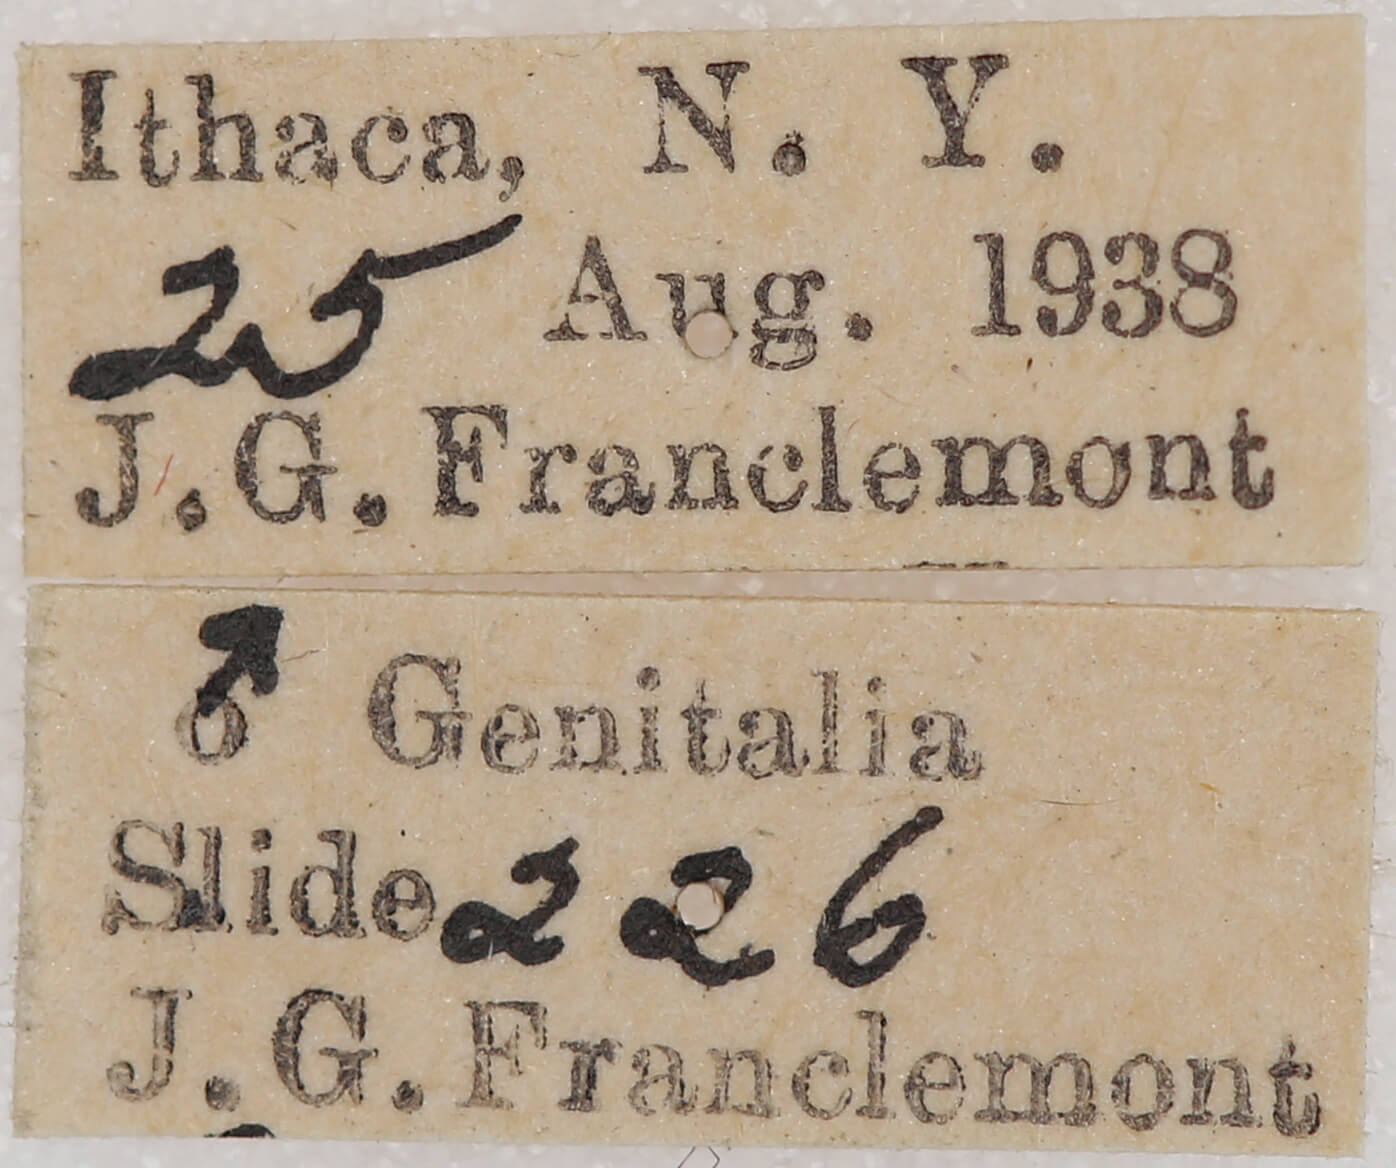 Ithaca, N. Y.
25 Aug. 1938
J. G. Franclemont
♂ Genitalia
Slide 226
J. G. Franclemont